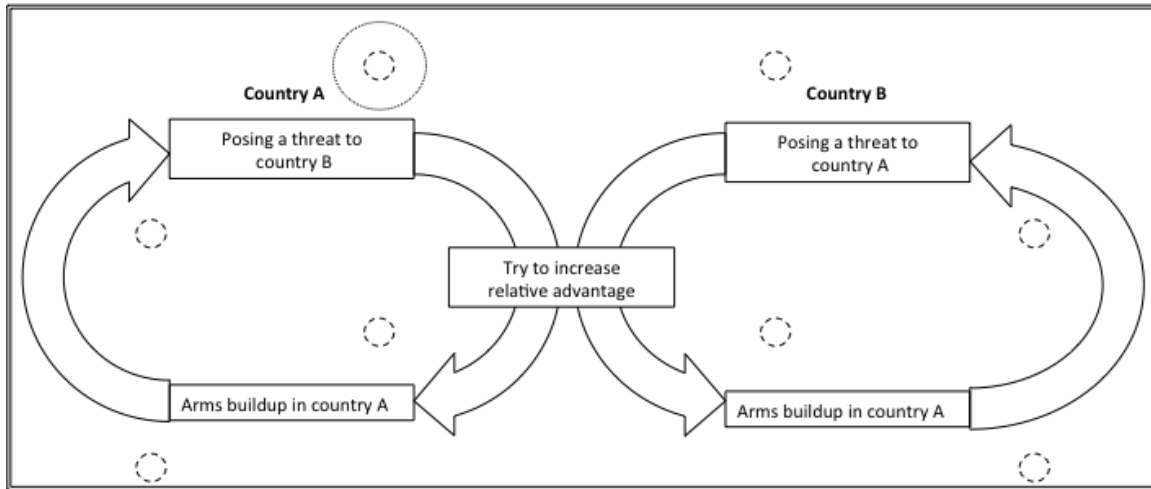 Country A
Country B
Posing a threat to
country B
Posing a threat to
country A
Try to increase
relative advantage
Arms buildup in country A
Arms buildup in country A